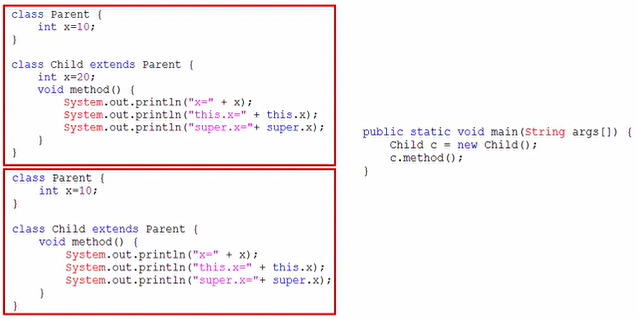 class Parent {
    int x=10;
}
class Child extends Parent {
    int x=20;
    void method() {
        System.out.println("x=" + x);
        System.out.println("this.x=" + this.x);
        System.out.println("super.x="+ super.x);
    }
}
class Parent {
    int x=10;
}
class Child extends Parent {
    void method() {
        System.out.println("x=" + x);
        System.out.println("this.x=" + this.x);
        System.out.println("super.x="+ super.x);
    }
}
public static void main(String args[]) {
    Child c = new Child();
    c.method();
}